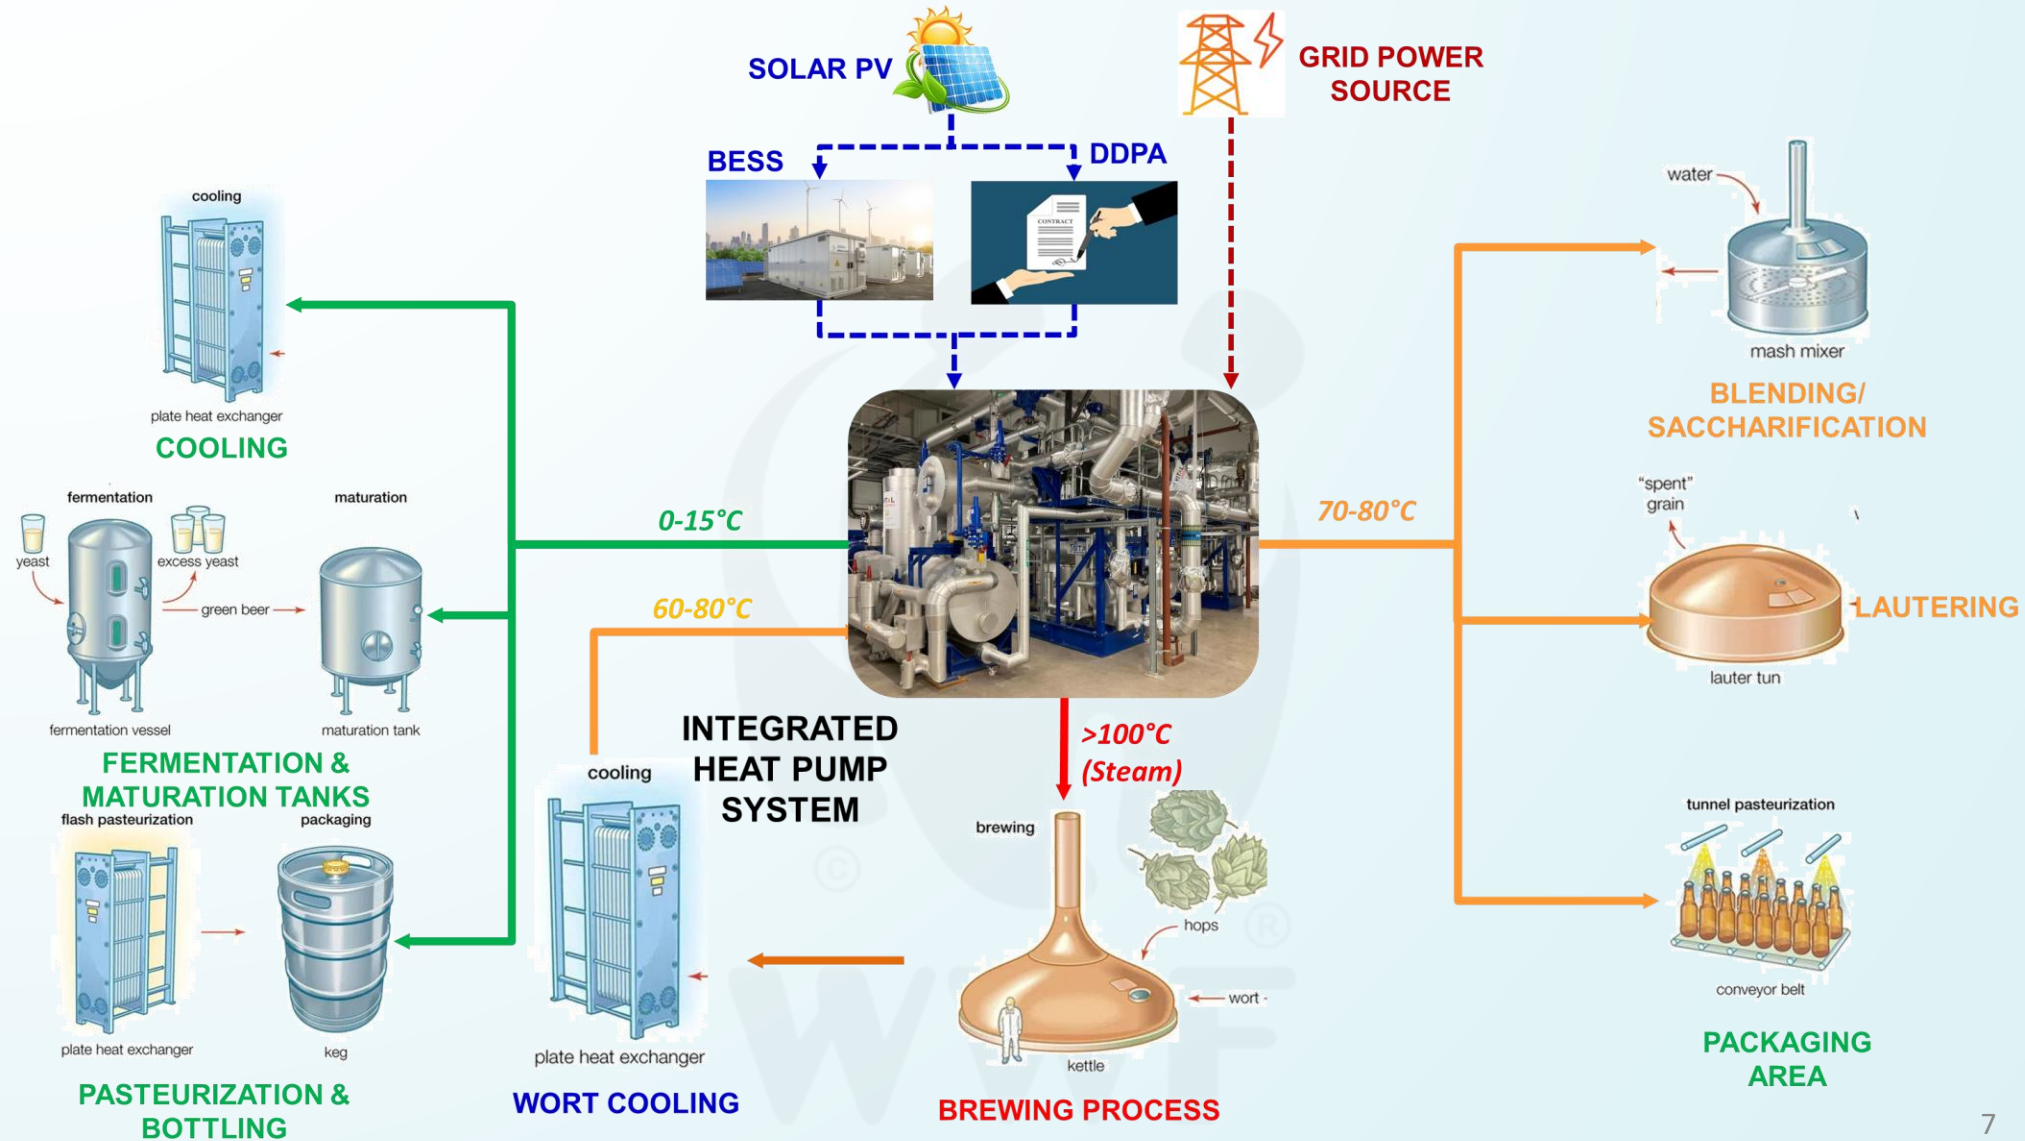 SOLAR PV
GRID POWER
SOURCE
BESS
DDPA
CONTRACT
cooling
plate heat exchanger
COOLING
water
mash mixer
BLENDING/
SACCHARIFICATION
fermentation
maturation
yeast
excess yeast
green beer
fermentation vessel
maturation tank
FERMENTATION &
MATURATION TANKS
0-15°C
60-80°C
70-80°C
"spent"
grain
LAUTERING
lauter tun
INTEGRATED
HEAT PUMP
SYSTEM
>100°C
(Steam)
flash pasteurization
packaging
plate heat exchanger
keg
PASTEURIZATION &
BOTTLING
cooling
plate heat exchanger
WORT COOLING
brewing
hops
wort
kettle
BREWING PROCESS
tunnel pasteurization
conveyor belt
PACKAGING
AREA
©
®
WWF
7